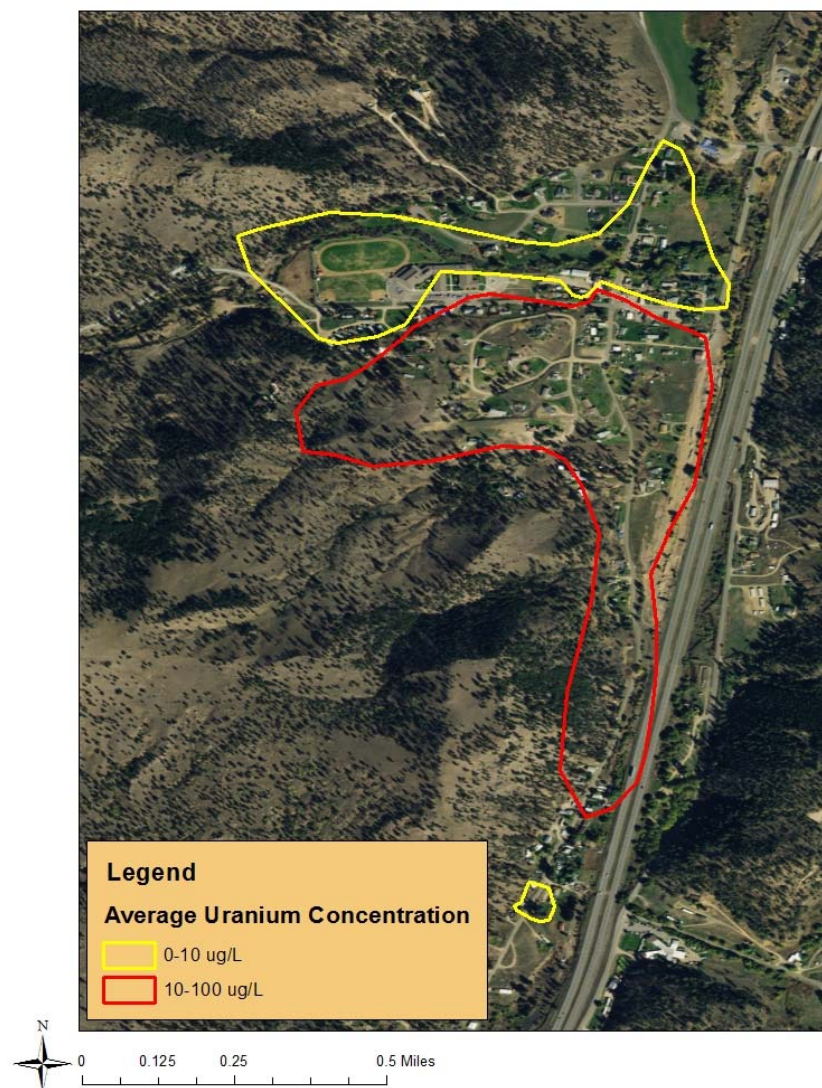 Legend
Average Uranium Concentration
0-10 ug/L
10-100 ug/L
N
0 0.125 0.25 0.5 Miles